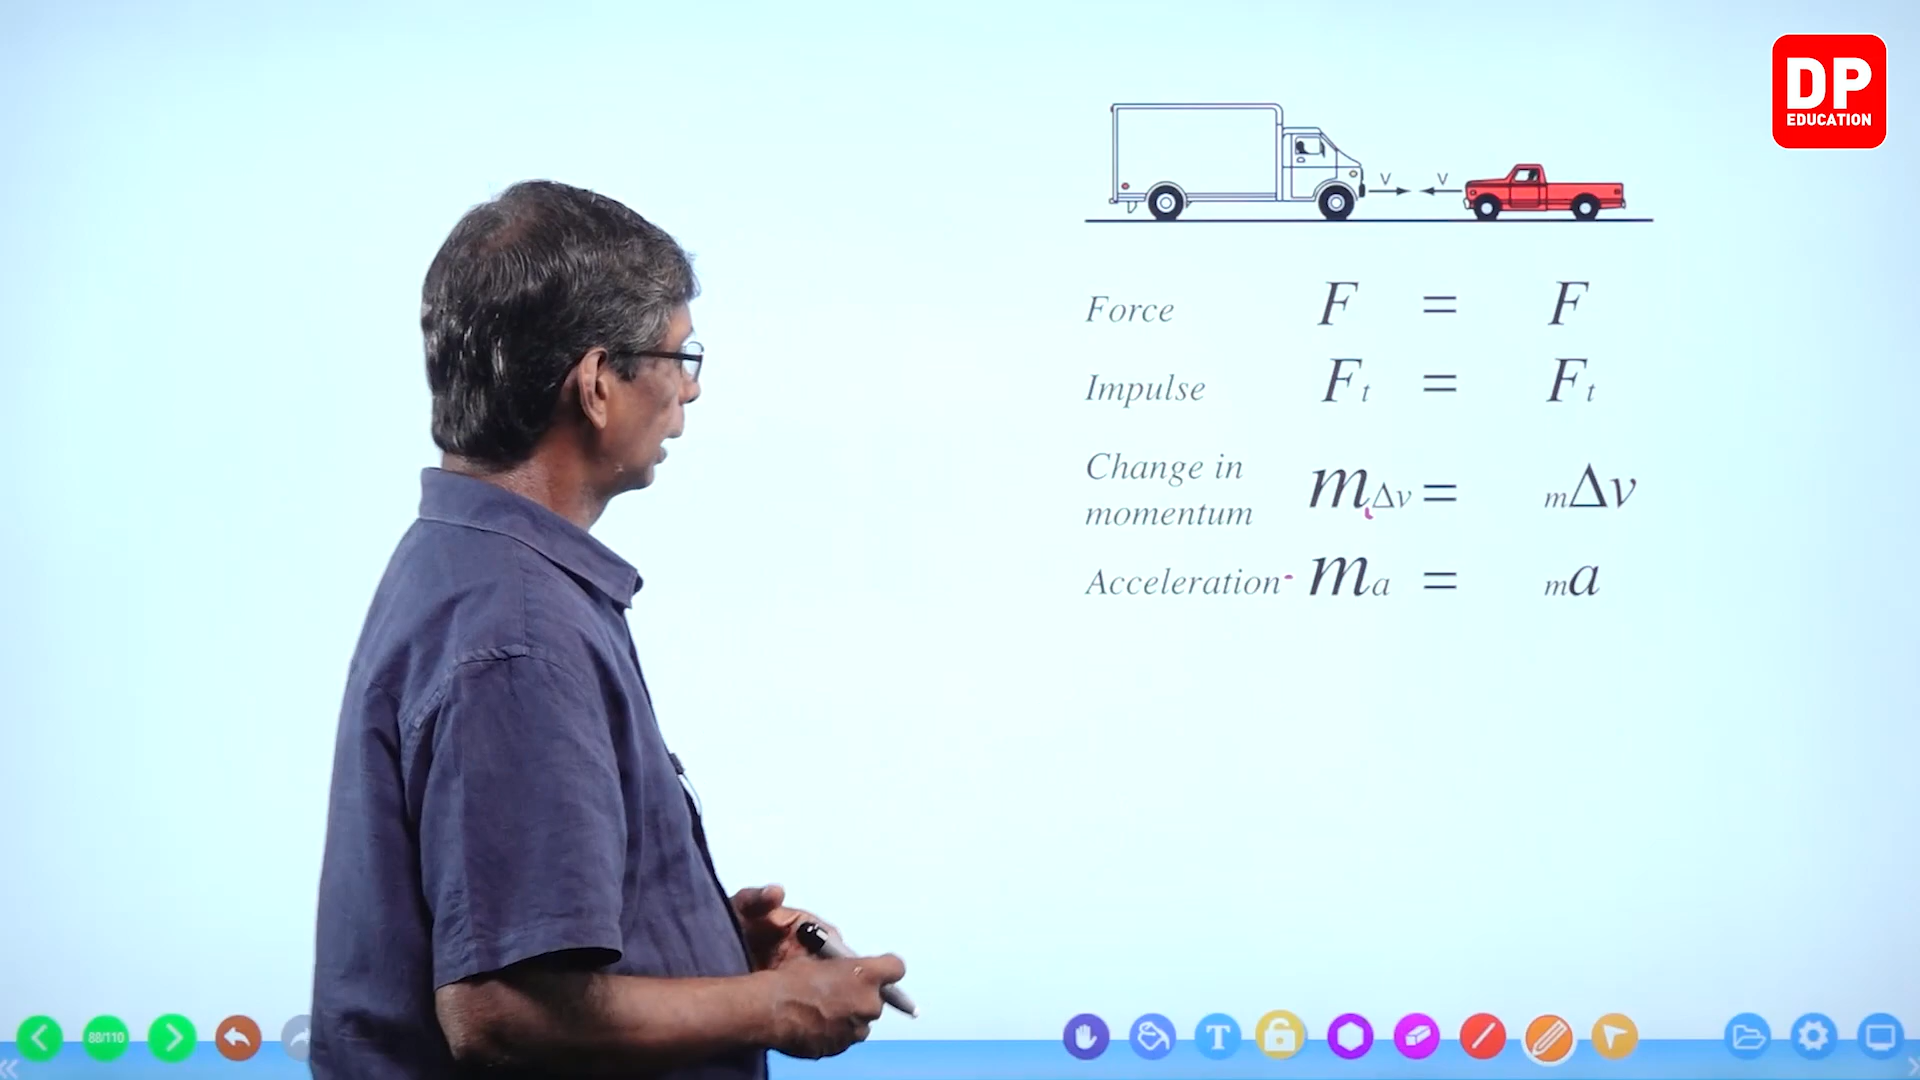 DP
EDUCATION
V V
Force F = F
Impulse Ft = Ft
Change in
momentum mΔv = mΔv
Acceleration ma = ma
88/110
T